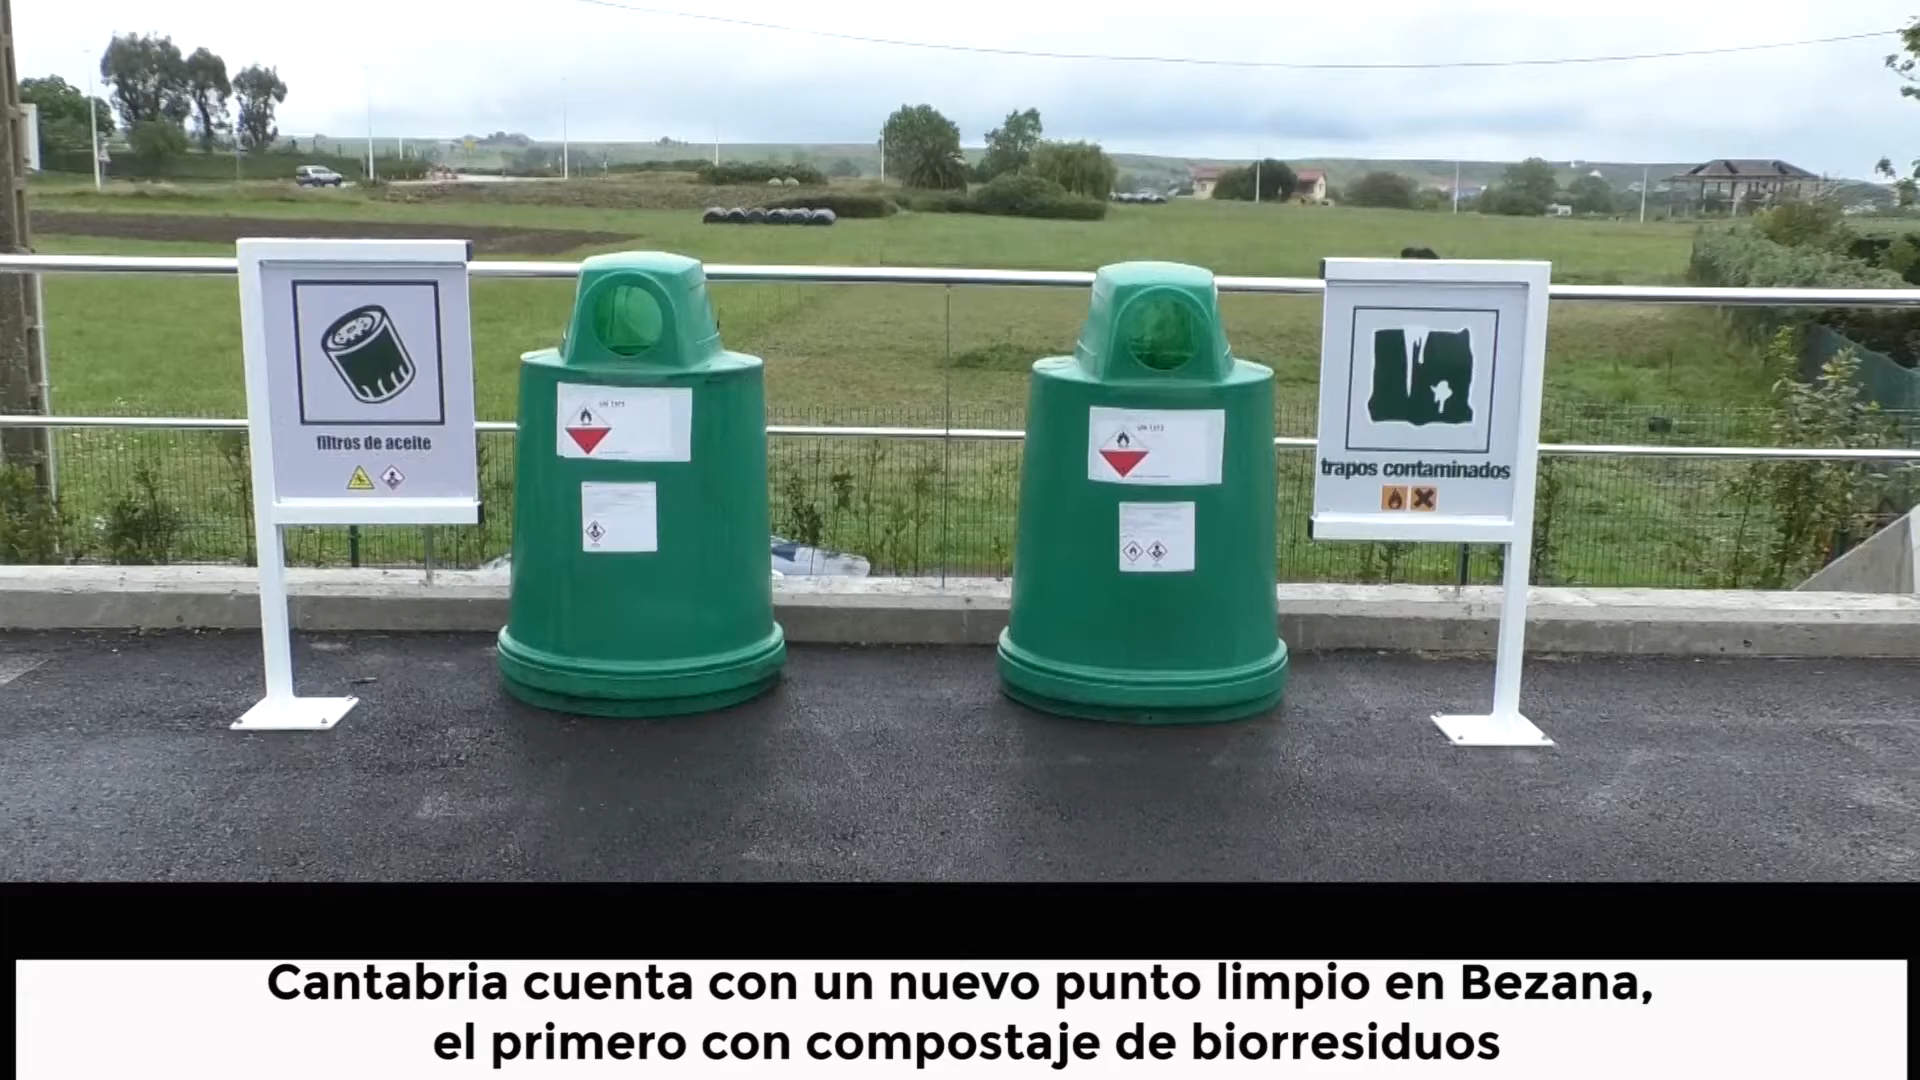 filtros de aceite
trapos contaminados
Cantabria cuenta con un nuevo punto limpio en Bezana,
el primero con compostaje de biorresiduos